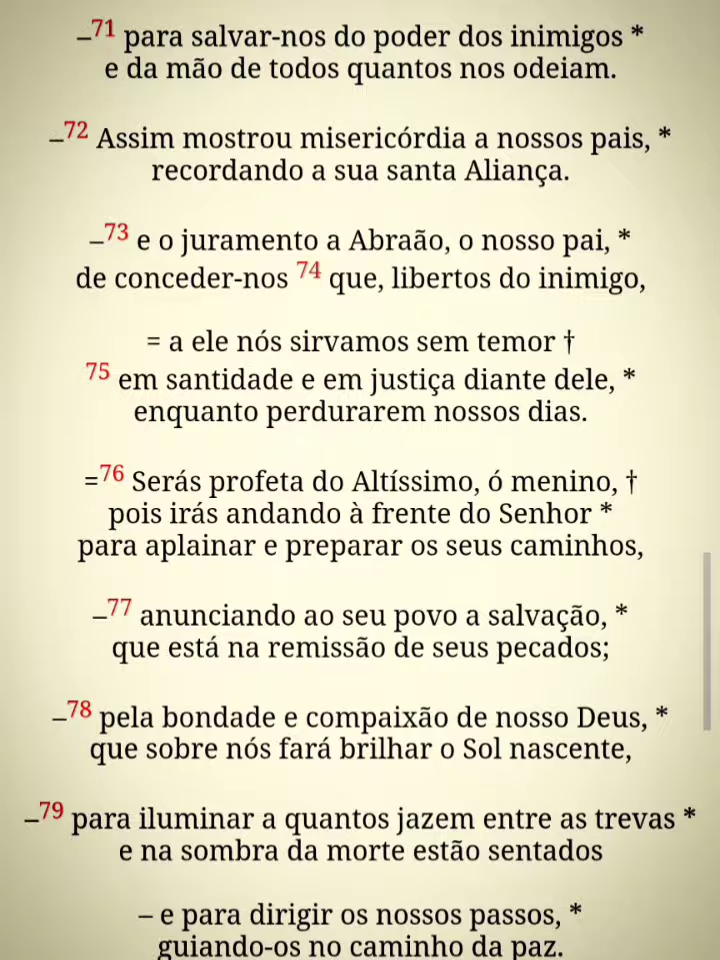 –71 para salvar-nos do poder dos inimigos *
e da mão de todos quantos nos odeiam.
–72 Assim mostrou misericórdia a nossos pais, *
recordando a sua santa Aliança.
–73 e o juramento a Abraão, o nosso pai, *
de conceder-nos 74 que, libertos do inimigo,
= a ele nós sirvamos sem temor †
75 em santidade e em justiça diante dele, *
enquanto perdurarem nossos dias.
=76 Serás profeta do Altíssimo, ó menino, †
pois irás andando à frente do Senhor *
para aplainar e preparar os seus caminhos,
–77 anunciando ao seu povo a salvação, *
que está na remissão de seus pecados;
–78 pela bondade e compaixão de nosso Deus, *
que sobre nós fará brilhar o Sol nascente,
–79 para iluminar a quantos jazem entre as trevas *
e na sombra da morte estão sentados
– e para dirigir os nossos passos, *
guiando-os no caminho da paz.